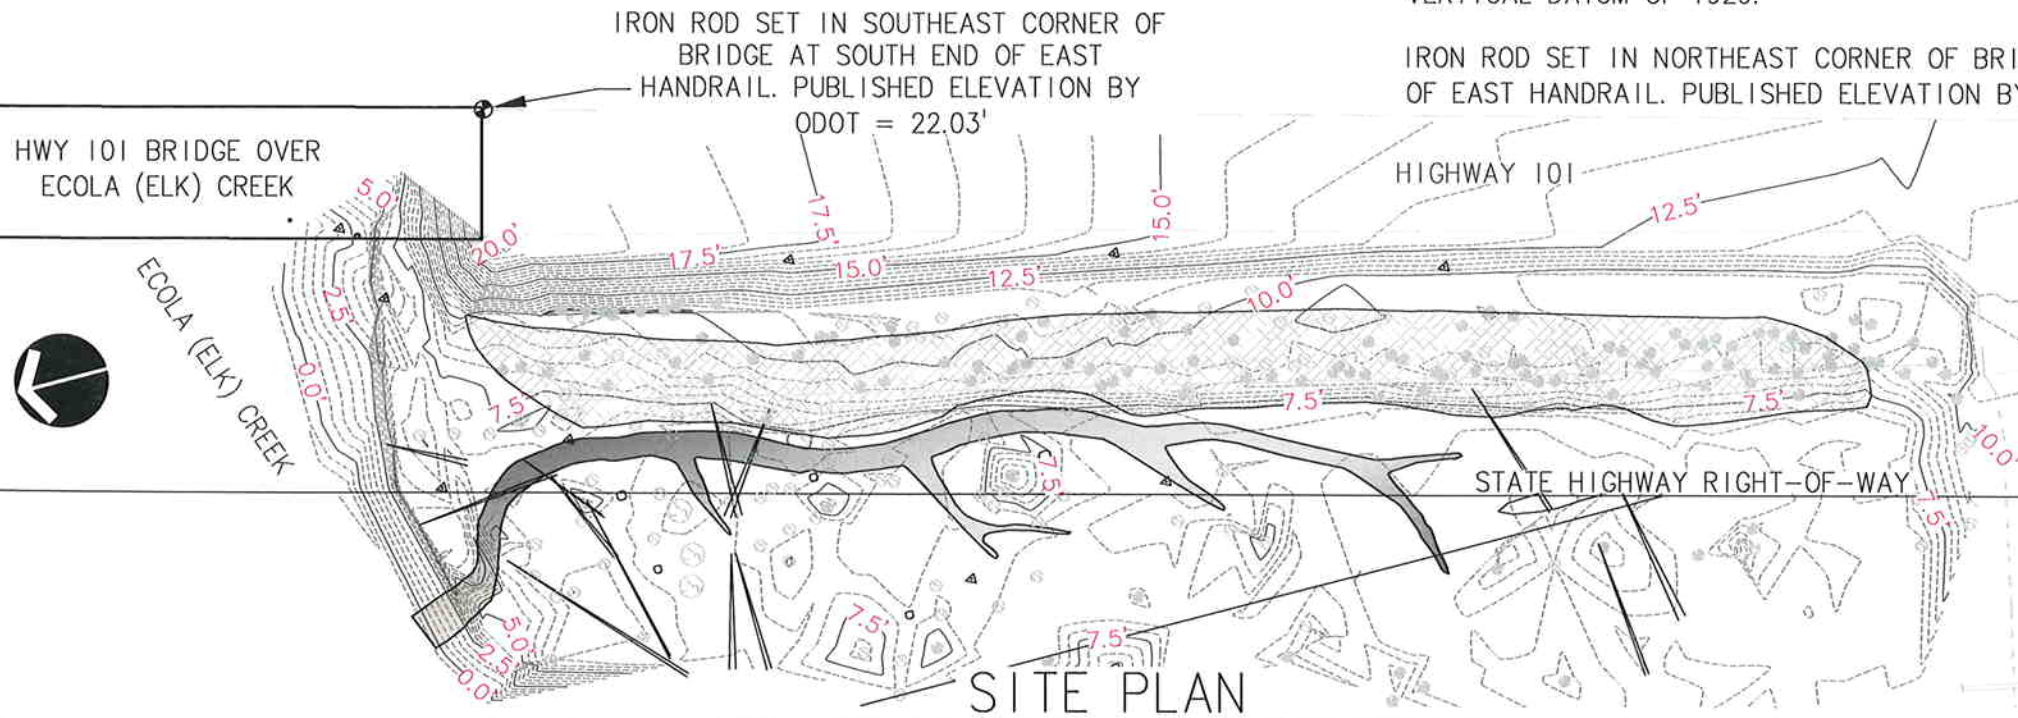 VERTICAL DATUM OF 1929.
IRON ROD SET IN SOUTHEAST CORNER OF
BRIDGE AT SOUTH END OF EAST
HANDRAIL. PUBLISHED ELEVATION BY
ODOT = 22.03'
IRON ROD SET IN NORTHEAST CORNER OF BRI
OF EAST HANDRAIL. PUBLISHED ELEVATION BY
HWY 101 BRIDGE OVER
ECOLA (ELK) CREEK
HIGHWAY 101
5.0'
20.0'
17.5'
17.5'
15.0'
15.0'
12.5'
12.5'
10.0'
ECOLA (ELK) CREEK
2.5'
0.0'
7.5'
7.5'
7.5'
7.5'
10.0'
7.5'
STATE HIGHWAY RIGHT-OF-WAY
5.0'
2.5'
0.0'
7.5'
7.5'
SITE PLAN